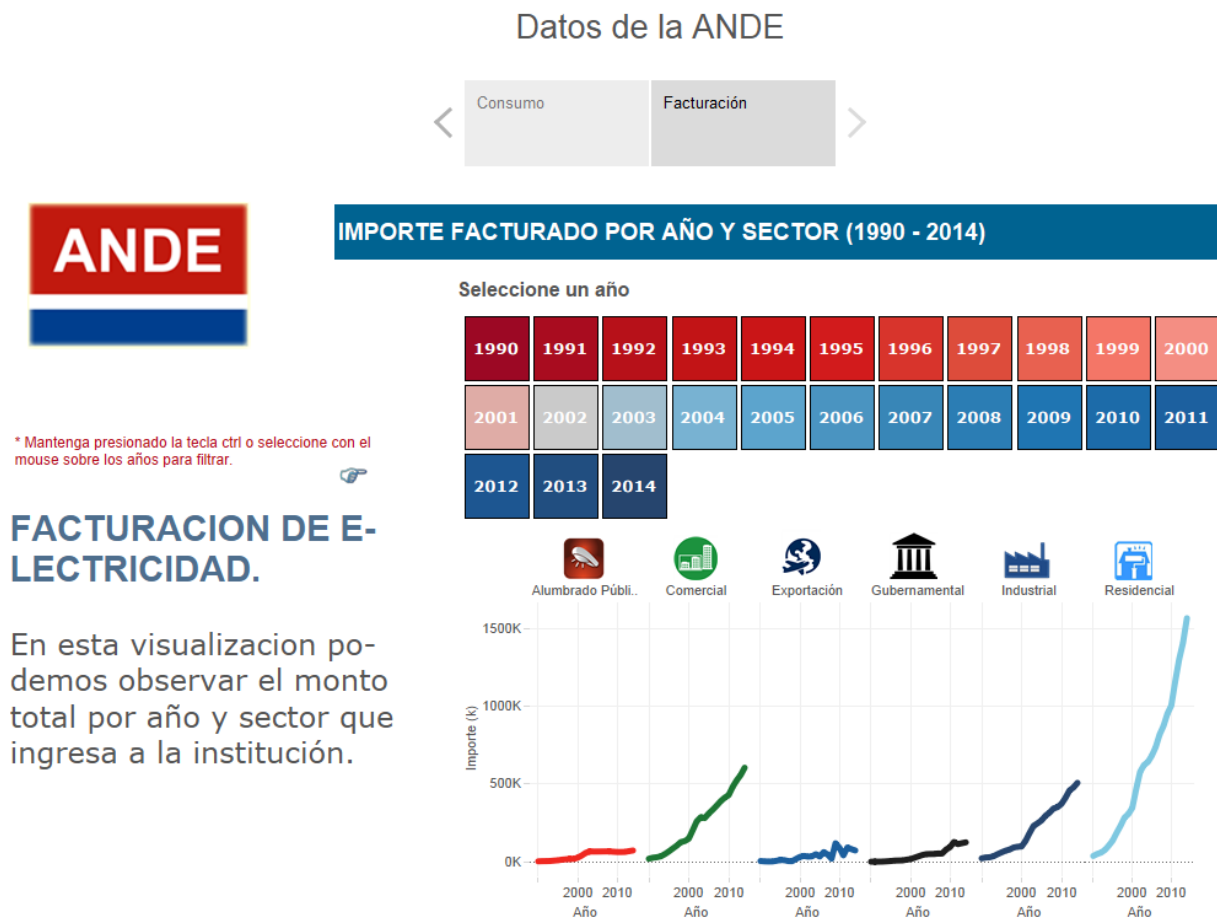 Datos de la ANDE
Consumo
Facturación
ANDE
IMPORTE FACTURADO POR AÑO Y SECTOR (1990 - 2014)
Seleccione un año
1990 1991 1992 1993 1994 1995 1996 1997 1998 1999 2000
2001 2002 2003 2004 2005 2006 2007 2008 2009 2010 2011
2012 2013 2014
* Mantenga presionado la tecla ctrl o seleccione con el
mouse sobre los años para filtrar.
FACTURACION DE E-
LECTRICIDAD.
En esta visualizacion po-
demos observar el monto
total por año y sector que
ingresa a la institución.
Alumbrado Públi.. Comercial Exportación Gubernamental Industrial Residencial
1500K
1000K
500K
0K
Importe (k)
2000 2010 2000 2010 2000 2010 2000 2010 2000 2010 2000 2010
Año Año Año Año Año Año